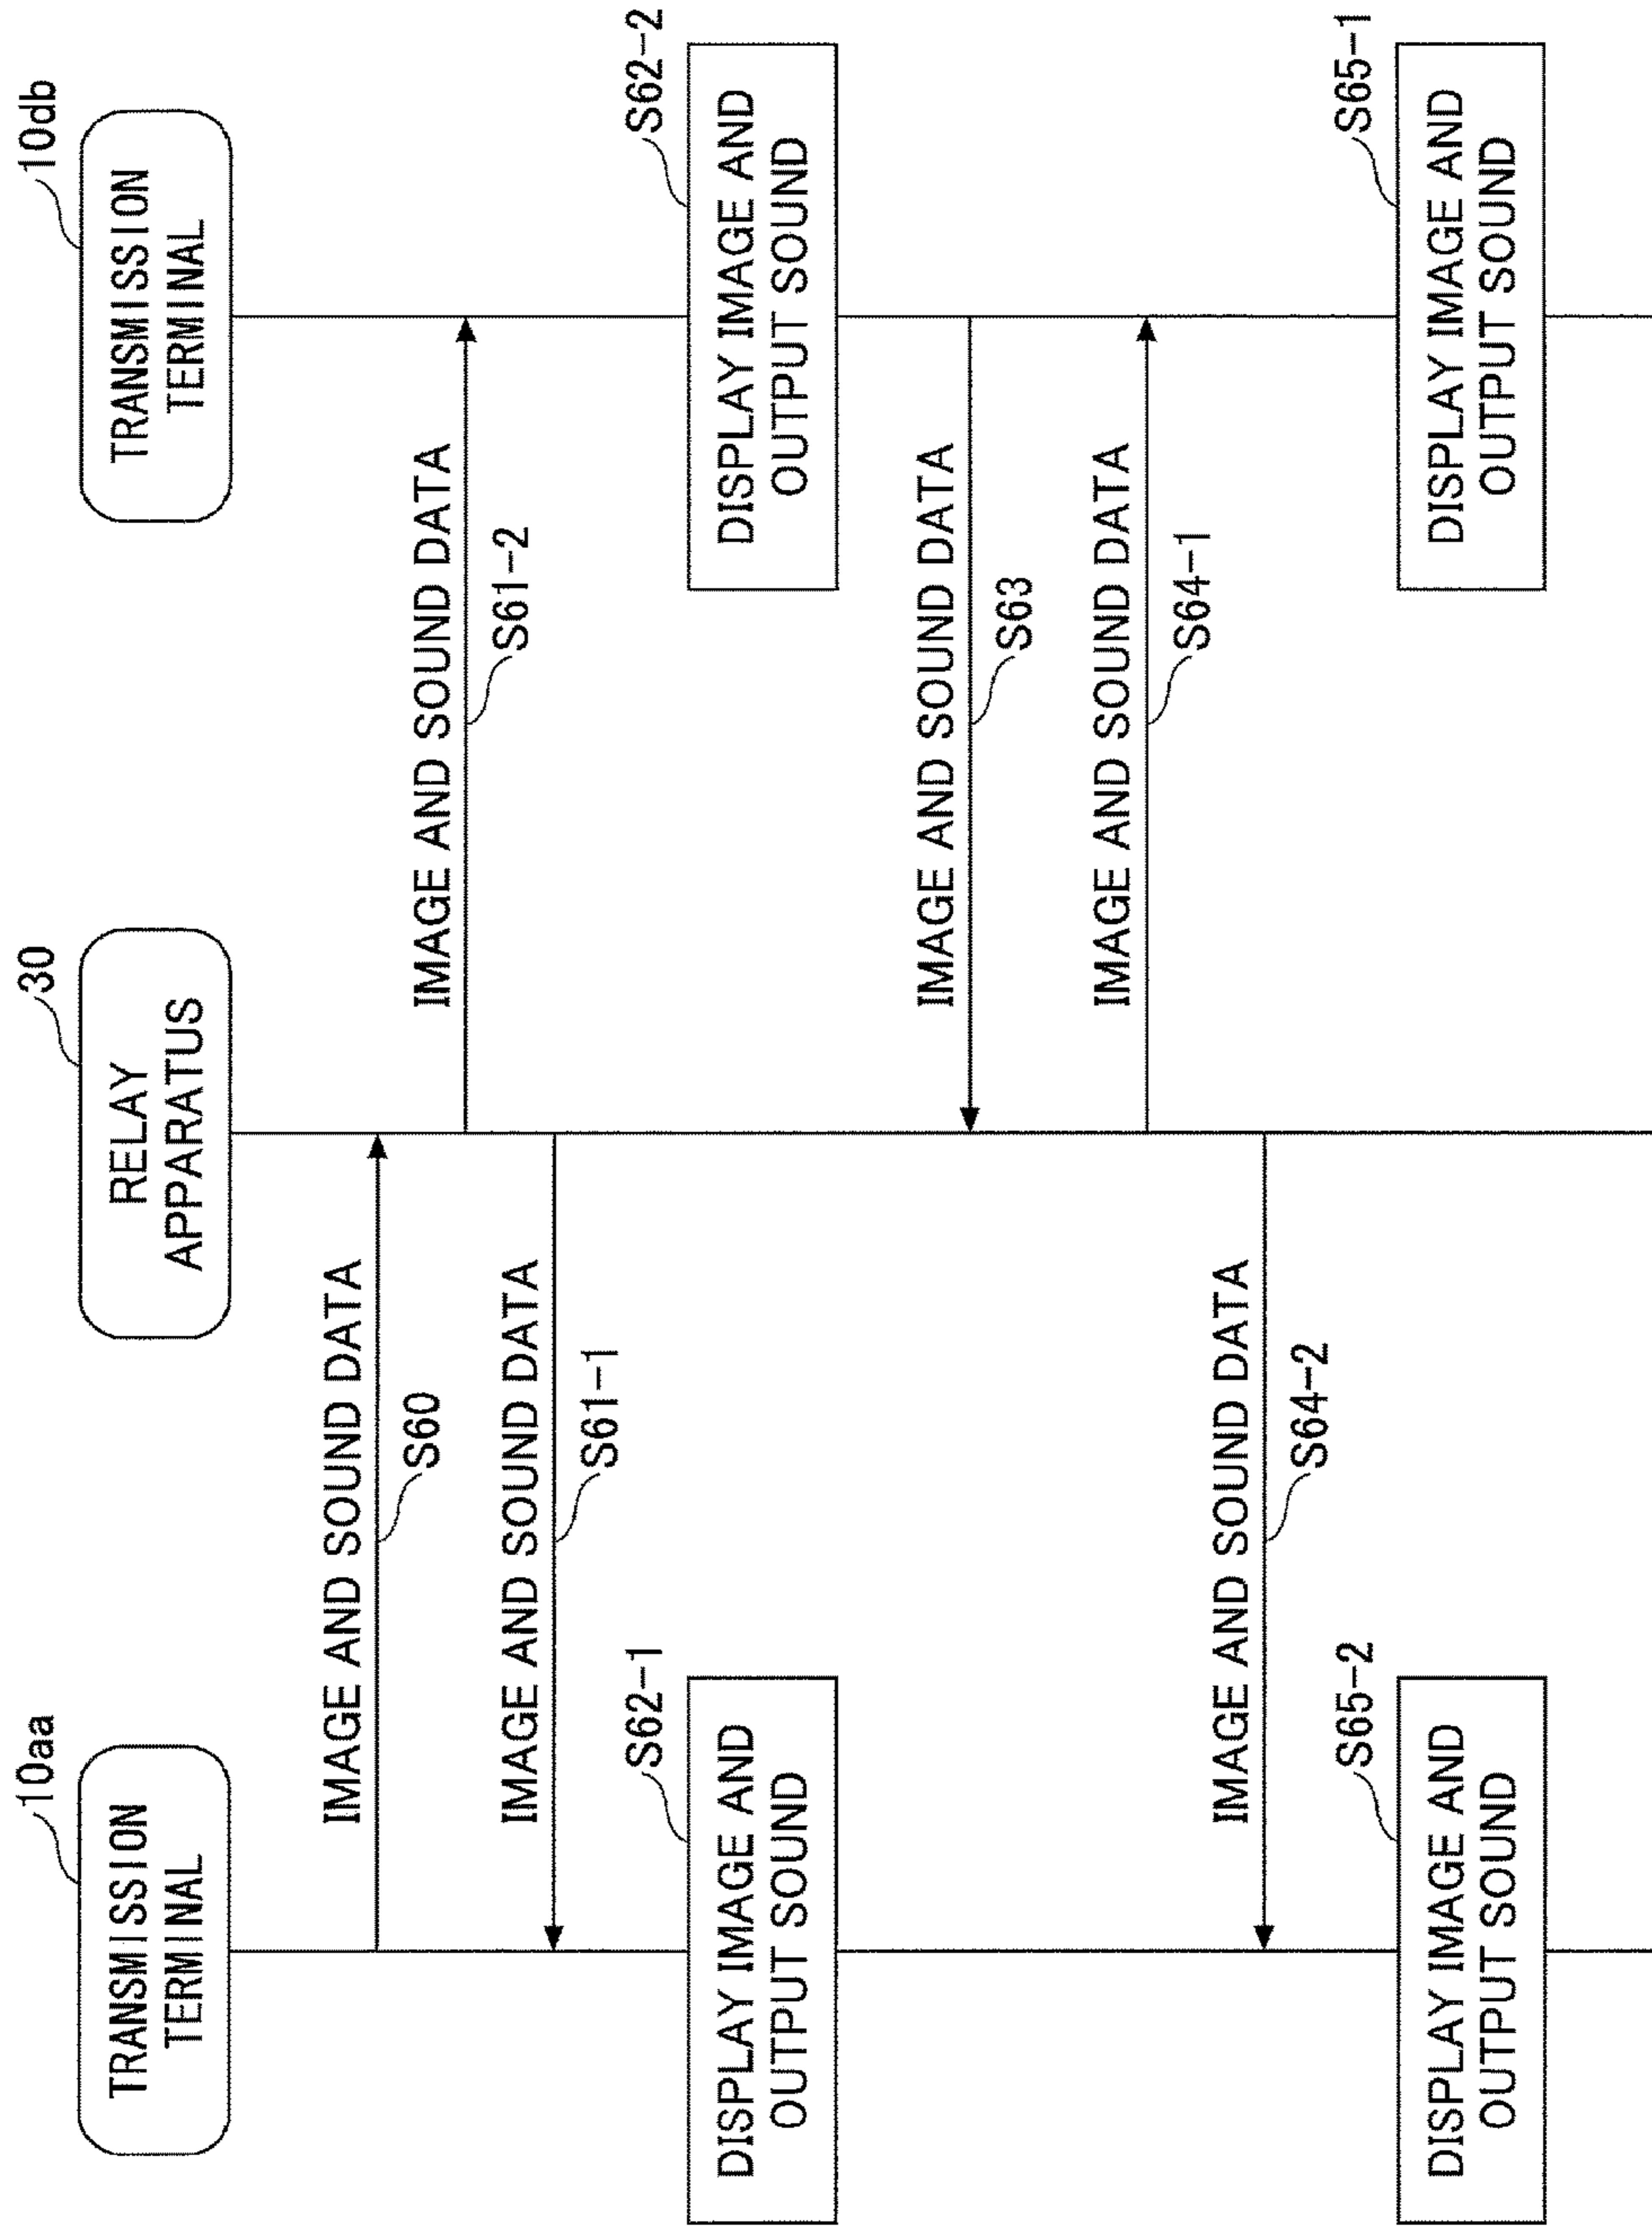 10aa
TRANSMISSION
TERMINAL
30
RELAY
APPARATUS
10db
TRANSMISSION
TERMINAL
IMAGE AND SOUND DATA
S60
IMAGE AND SOUND DATA
S61-2
IMAGE AND SOUND DATA
S61-1
S62-1
DISPLAY IMAGE AND
OUTPUT SOUND
S62-2
DISPLAY IMAGE AND
OUTPUT SOUND
IMAGE AND SOUND DATA
S63
IMAGE AND SOUND DATA
S64-1
IMAGE AND SOUND DATA
S64-2
S65-2
DISPLAY IMAGE AND
OUTPUT SOUND
S65-1
DISPLAY IMAGE AND
OUTPUT SOUND